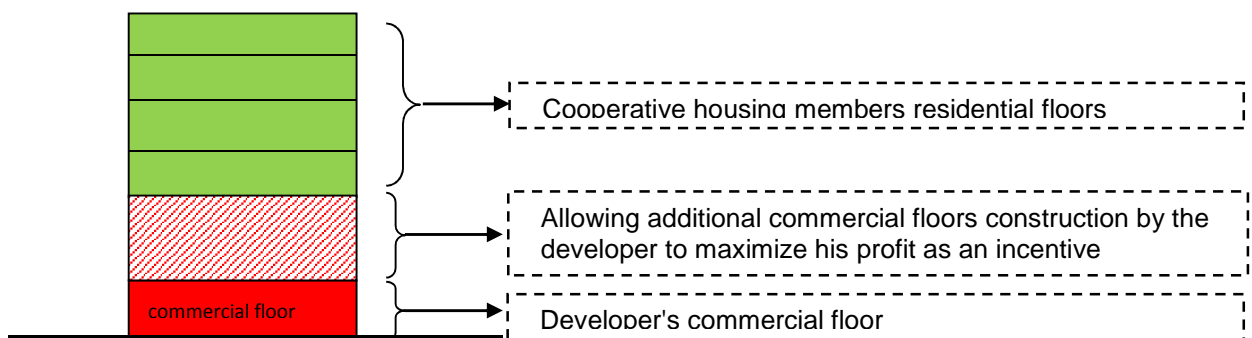 Cooperative housing members residential floors
Allowing additional commercial floors construction by the
developer to maximize his profit as an incentive
commercial floor
Developer's commercial floor